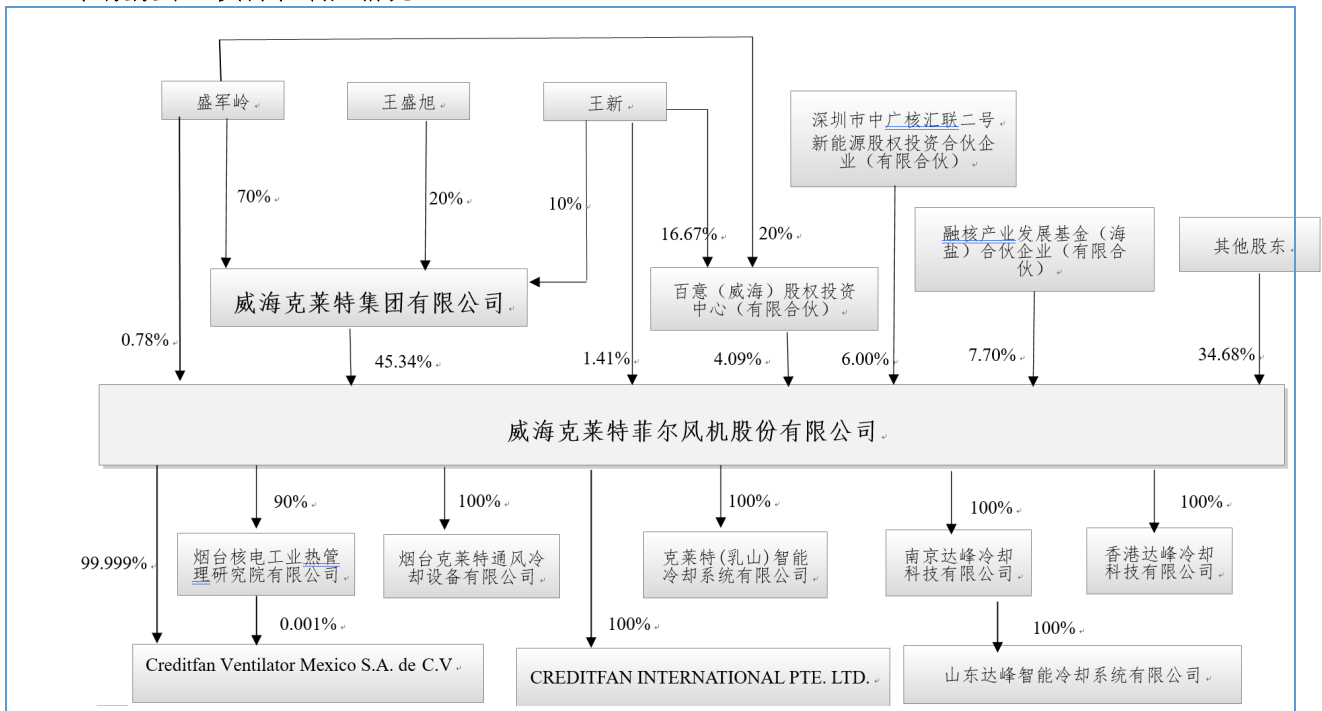 盛军岭
王盛旭
王新
深圳市中广核汇联二号
新能源股权投资合伙企
业（有限合伙）
融核产业发展基金（海
盐）合伙企业（有限合
伙）
其他股东
70%
20%
10%
16.67%
20%
威海克莱特集团有限公司
百意（威海）股权投资
中心（有限合伙）
0.78%
45.34%
1.41%
4.09%
6.00%
7.70%
34.68%
威海克莱特菲尔风机股份有限公司
90%
100%
100%
100%
100%
99.999%
烟台核电工业热管
理研究院有限公司
烟台克莱特通风冷
却设备有限公司
克莱特(乳山)智能
冷却系统有限公司
南京达峰冷却
科技有限公司
香港达峰冷却
科技有限公司
0.001%
100%
100%
Creditfan Ventilator Mexico S.A. de C.V
CREDITFAN INTERNATIONAL PTE. LTD.
山东达峰智能冷却系统有限公司